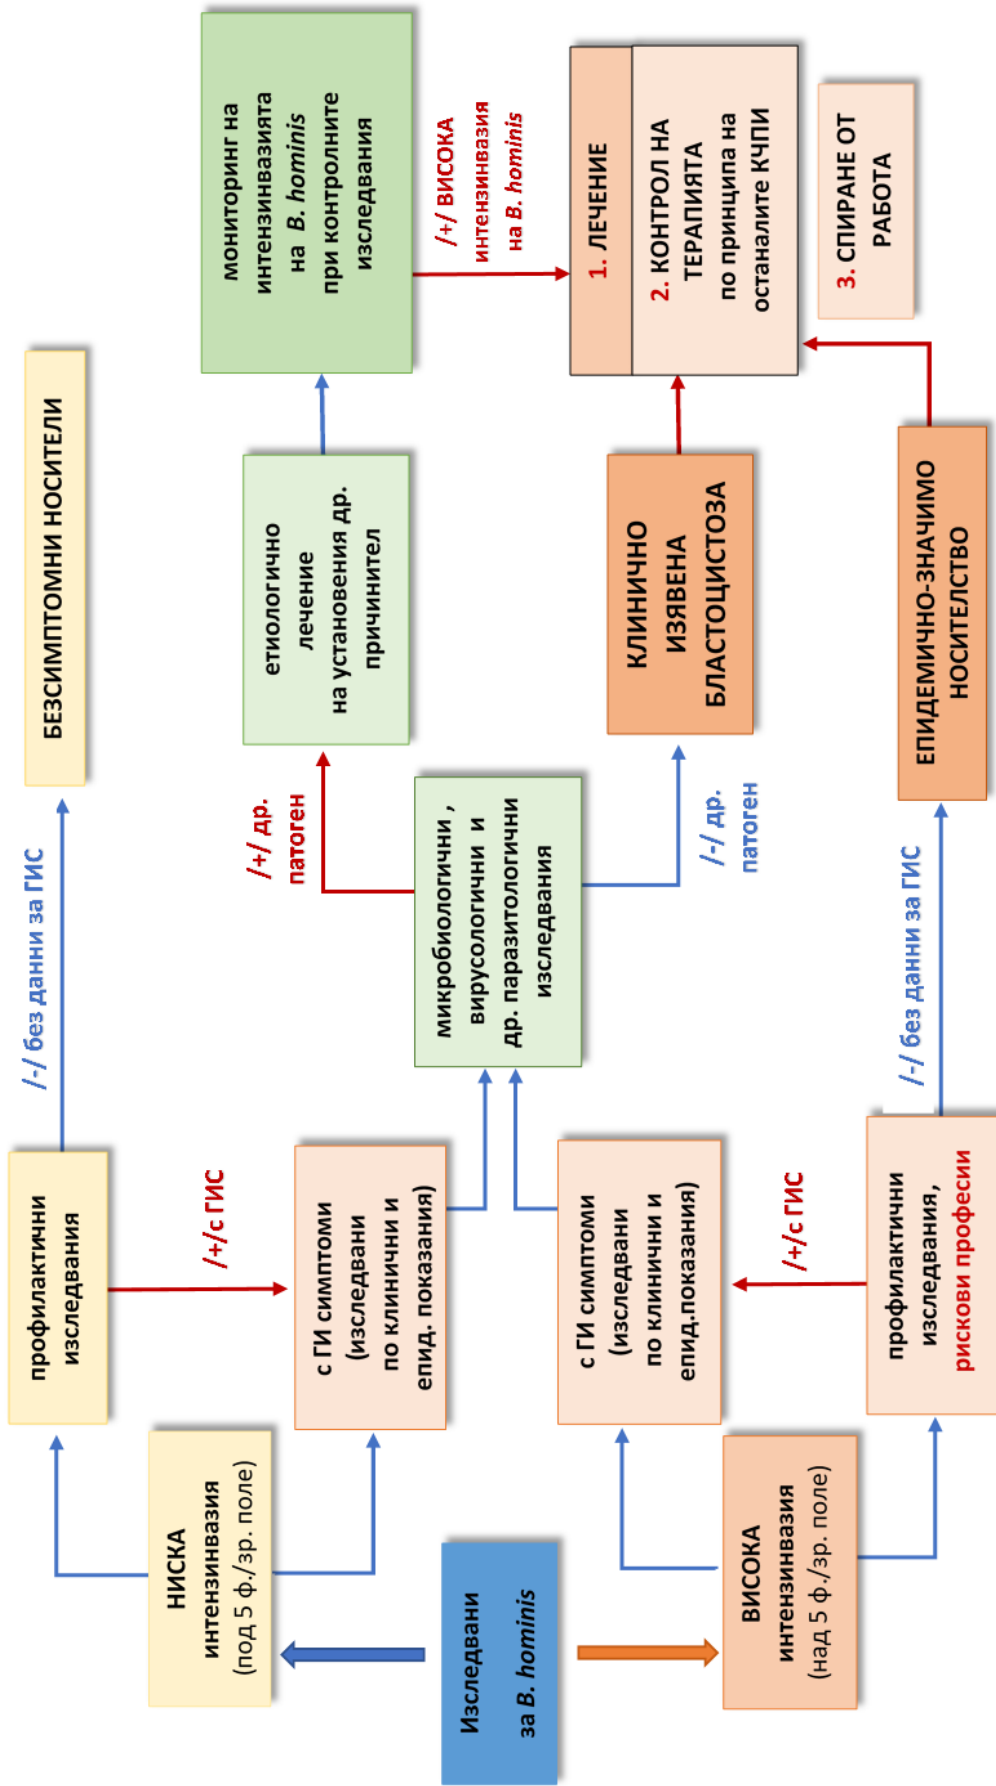 Изследвани
за B. hominis
НИСКА
интензинвазия
(под 5 ф./зр. поле)
ВИСОКА
интензинвазия
(над 5 ф./зр. поле)
профилактични
изследвания
/+/с ГИС
с ГИ симптоми
(изследвани
по клинични и
епид. показания)
с ГИ симптоми
(изследвани
по клинични и
епид.показания)
/+/с ГИС
профилактични
изследвания,
рискови професии
/-/ без данни за ГИС
микробиологични ,
вирусологични и
др. паразитологични
изследвания
/-/ без данни за ГИС
/+/ др.
патоген
/-/ др.
патоген
БЕЗСИМПТОМНИ НОСИТЕЛИ
етиологично
лечение
на установения др.
причинител
КЛИНИЧНО
ИЗЯВЕНА
БЛАСТОЦИСТОЗА
ЕПИДЕМИЧНО-ЗНАЧИМО
НОСИТЕЛСТВО
мониторинг на
интензинвазията
на B. hominis
при контролните
изследвания
/+/ ВИСОКА
интензинвазия
на B. hominis
1. ЛЕЧЕНИЕ
2. КОНТРОЛ НА
ТЕРАПИЯТА
по принципа на
останалите КЧПИ
3. СПИРАНЕ ОТ
РАБОТА